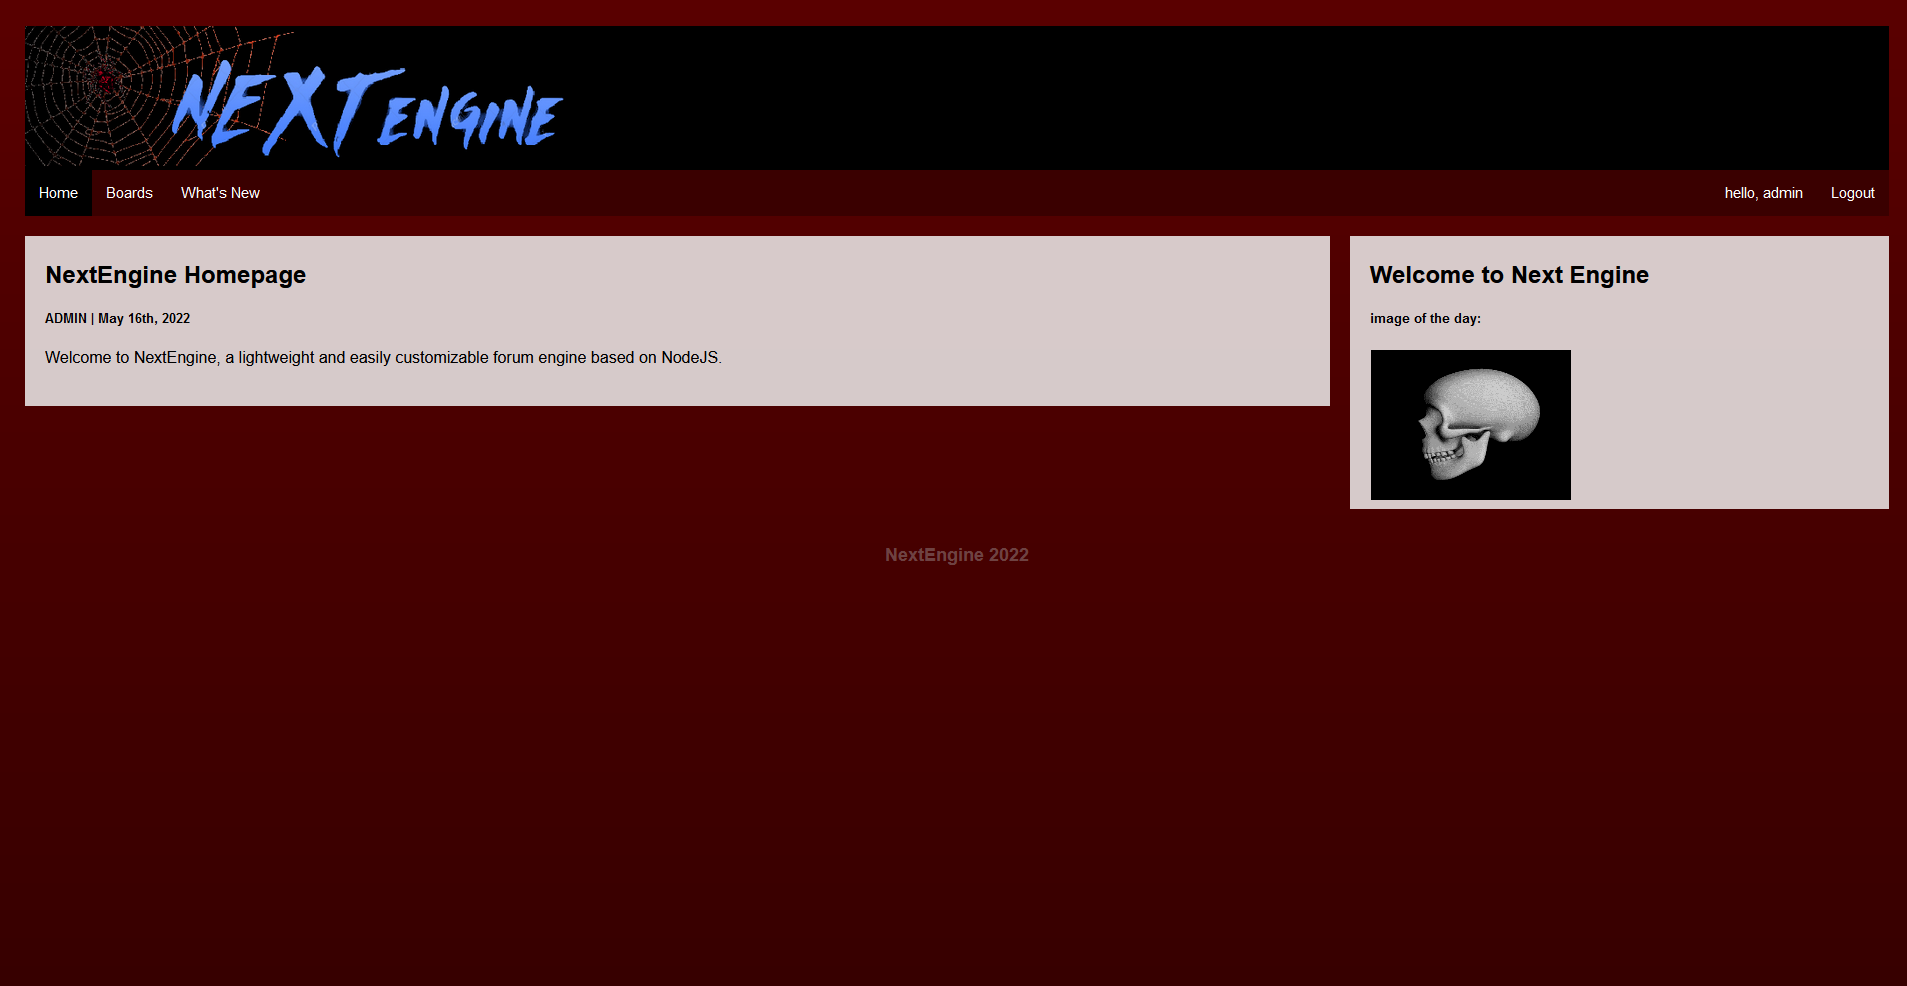 NEXT ENGINE
Home Boards What's New hello, admin Logout
NextEngine Homepage
ADMIN | May 16th, 2022
Welcome to NextEngine, a lightweight and easily customizable forum engine based on NodeJS.
Welcome to Next Engine
image of the day:
NextEngine 2022